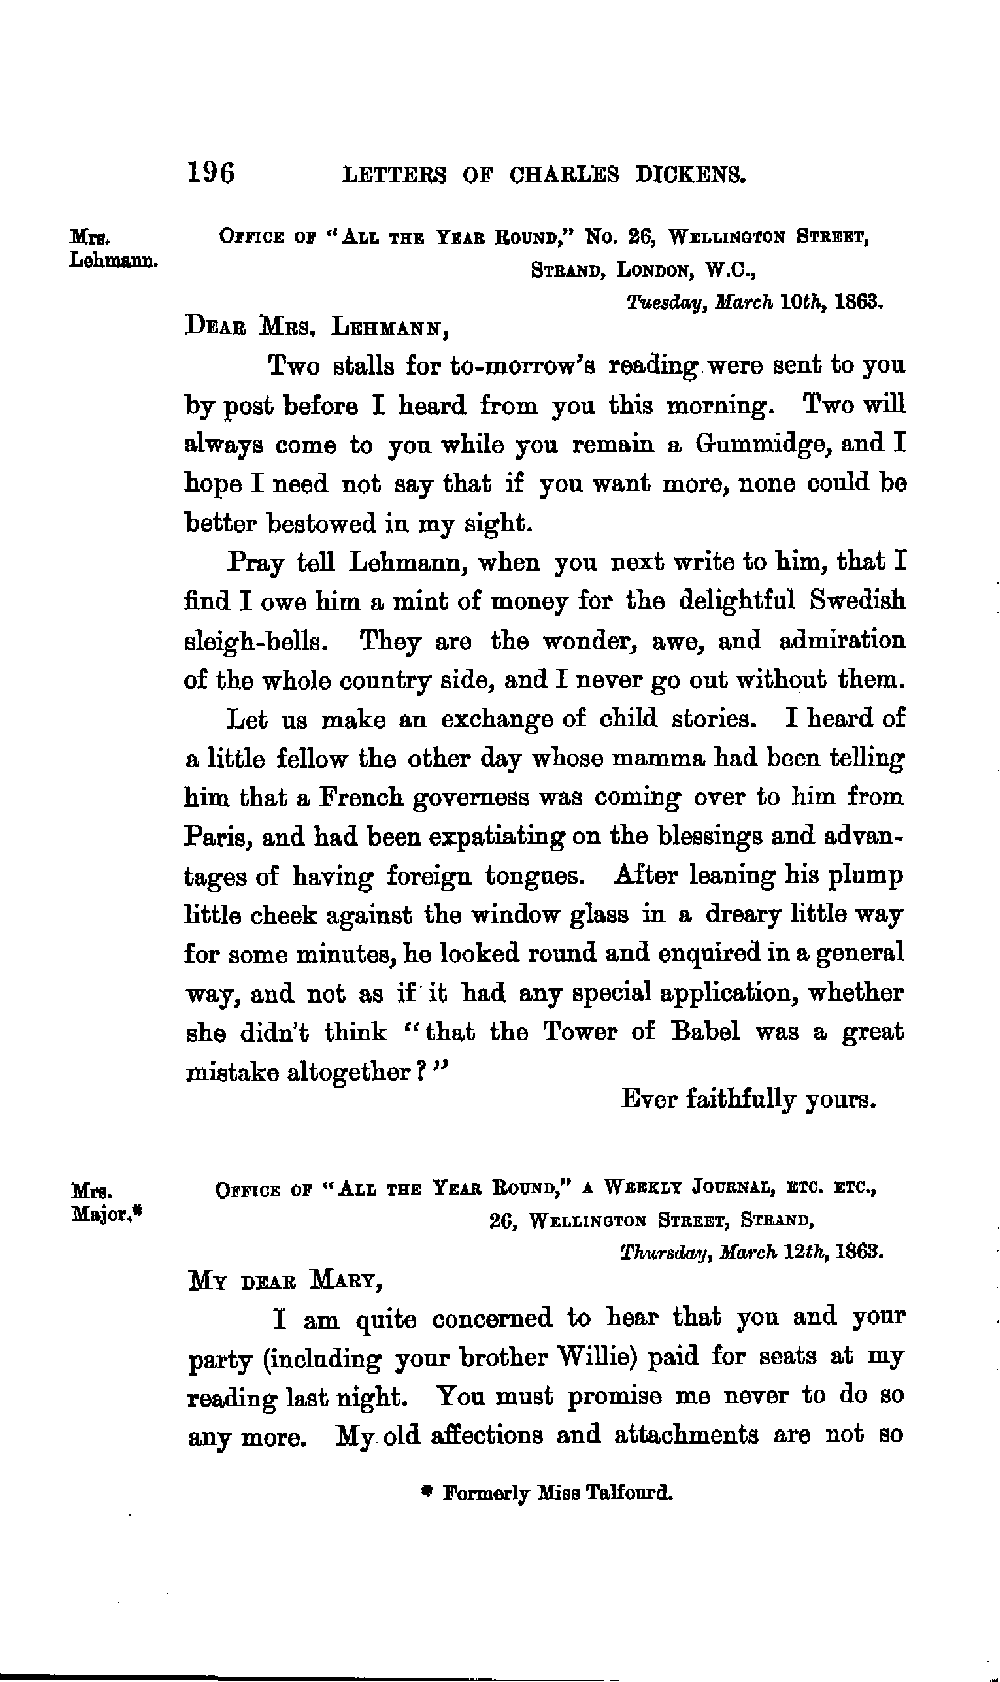 196 LETTERS OF CHARLES DICKENS.
Mrs.
Lehmann.
OFFICE OF "ALL THE YEAR ROUND," NO. 26, WELLINGTON STREET,
STRAND, LONDON, W.C.,
Tuesday, March 10th, 1863.
DEAR MRS. LEHMANN,
Two stalls for to-morrow's reading were sent to you
by post before I heard from you this morning. Two will
always come to you while you remain a Gummidge, and I
hope I need not say that if you want more, none could be
better bestowed in my sight.
Pray tell Lehmann, when you next write to him, that I
find I owe him a mint of money for the delightful Swedish
sleigh-bells. They are the wonder, awe, and admiration
of the whole country side, and I never go out without them.
Let us make an exchange of child stories. I heard of
a little fellow the other day whose mamma had been telling
him that a French governess was coming over to him from
Paris, and had been expatiating on the blessings and advan-
tages of having foreign tongues. After leaning his plump
little cheek against the window glass in a dreary little way
for some minutes, he looked round and enquired in a general
way, and not as if it had any special application, whether
she didn't think "that the Tower of Babel was a great
mistake altogether?"
Ever faithfully yours.
Mrs.
Major.*
OFFICE OF "ALL THE YEAR ROUND," A WEEKLY JOURNAL, ETC. ETC.,
26, WELLINGTON STREET, STRAND,
Thursday, March 12th, 1863.
MY DEAR MARY,
I am quite concerned to hear that you and your
party (including your brother Willie) paid for seats at my
reading last night. You must promise me never to do so
any more. My old affections and attachments are not so
* Formerly Miss Talfourd.